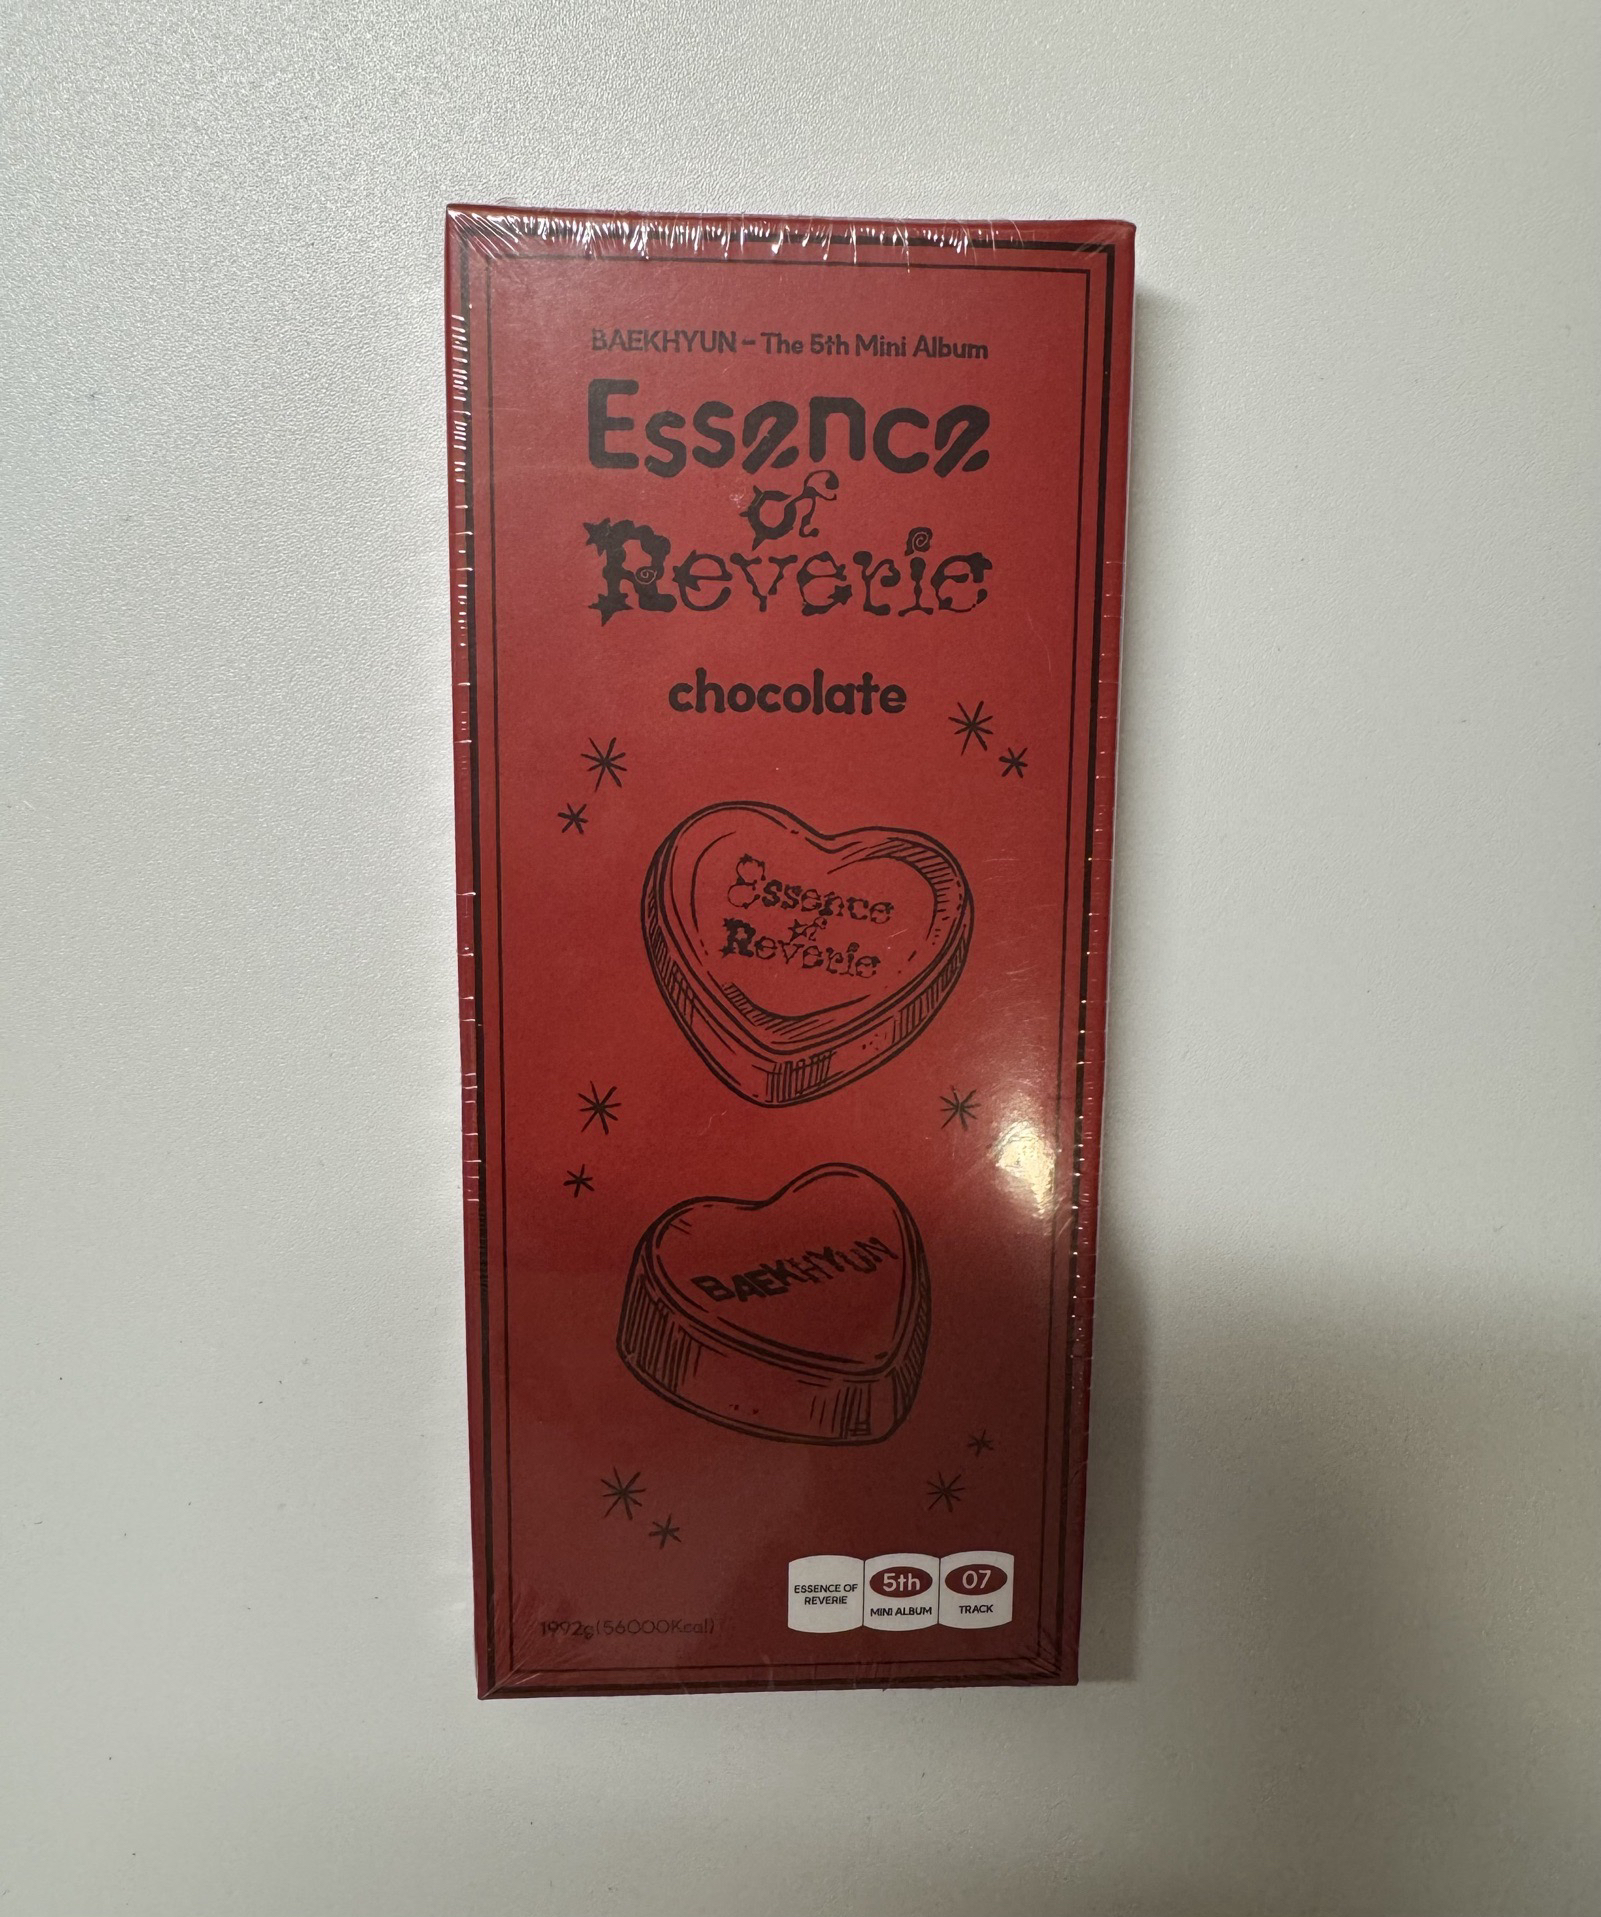 BAEKHYUN - The 5th Mini Album
Essence
of
Reverie
chocolate
Essence
of
Reverie
BAEKHYUN
ESSENCE OF
REVERIE
5th
MINI ALBUM
07
TRACK
1992g(56000Kcal)